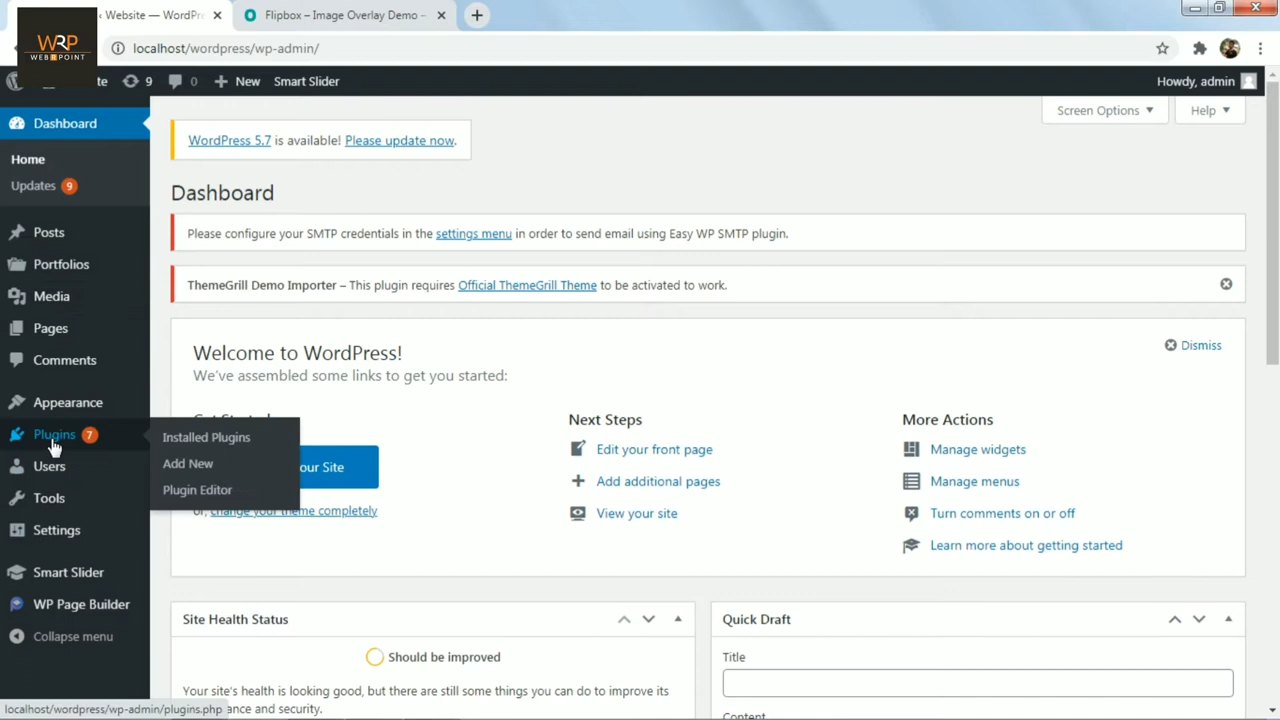 ‹ Website — WordPr
Flipbox – Image Overlay Demo –
WRP
WEB R POINT
localhost/wordpress/wp-admin/
te
9
0
New
Smart Slider
Howdy, admin
Dashboard
Home
Updates 9
Posts
Portfolios
Media
Pages
Comments
Appearance
Plugins 7
Users
Tools
Settings
Smart Slider
WP Page Builder
Collapse menu
Installed Plugins
Add New
Plugin Editor
Screen Options
Help
WordPress 5.7 is available! Please update now.
Dashboard
Please configure your SMTP credentials in the settings menu in order to send email using Easy WP SMTP plugin.
ThemeGrill Demo Importer – This plugin requires Official ThemeGrill Theme to be activated to work.
Welcome to WordPress!
Dismiss
We've assembled some links to get you started:
our Site
or, change your theme completely
Next Steps
Edit your front page
Add additional pages
View your site
More Actions
Manage widgets
Manage menus
Turn comments on or off
Learn more about getting started
Site Health Status
Should be improved
Your site's health is looking good, but there are still some things you can do to improve its
ance and security.
Quick Draft
Title
Content
localhost/wordpress/wp-admin/plugins.php